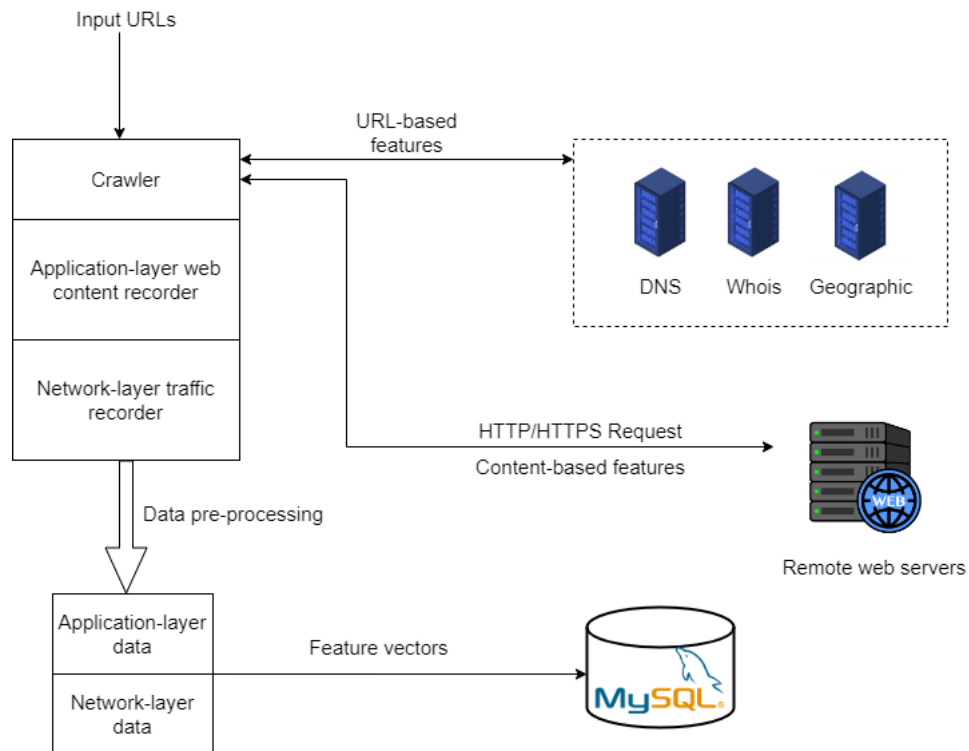 Input URLs
URL-based
features
Crawler
DNS
Whois
Geographic
Application-layer web
content recorder
Network-layer traffic
recorder
HTTP/HTTPS Request
Content-based features
WEB
Remote web servers
Data pre-processing
Application-layer
data
Feature vectors
MySQL®
Network-layer
data